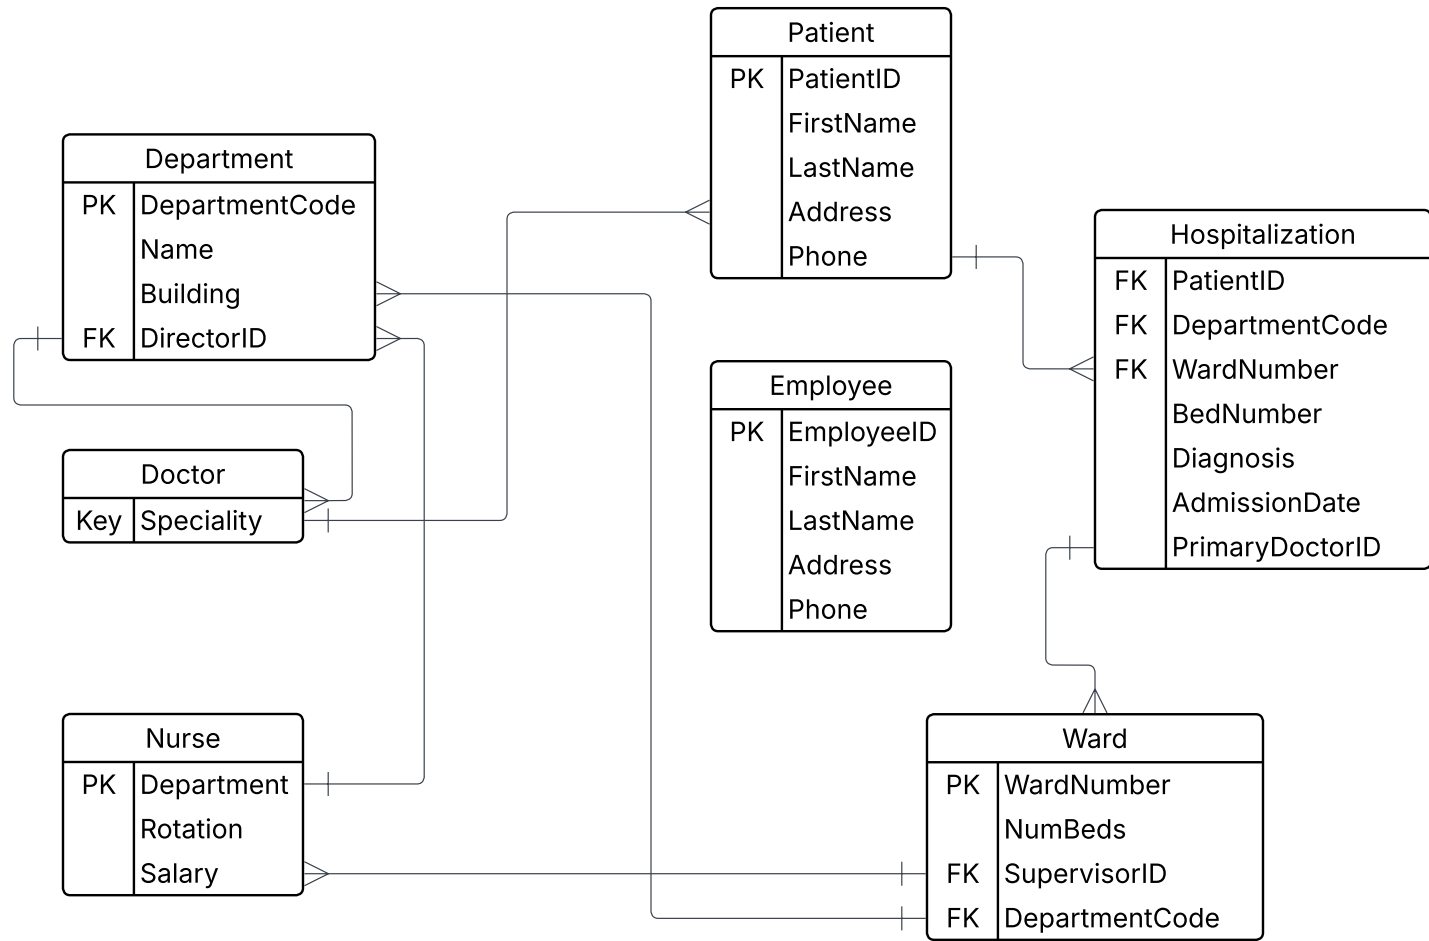 Patient
PK PatientID
FirstName
LastName
Address
Phone
Department
PK DepartmentCode
Name
Building
FK DirectorID
Hospitalization
FK PatientID
FK DepartmentCode
FK WardNumber
BedNumber
Diagnosis
AdmissionDate
PrimaryDoctorID
Employee
PK EmployeeID
FirstName
LastName
Address
Phone
Doctor
Key Speciality
Nurse
PK Department
Rotation
Salary
Ward
PK WardNumber
NumBeds
FK SupervisorID
FK DepartmentCode